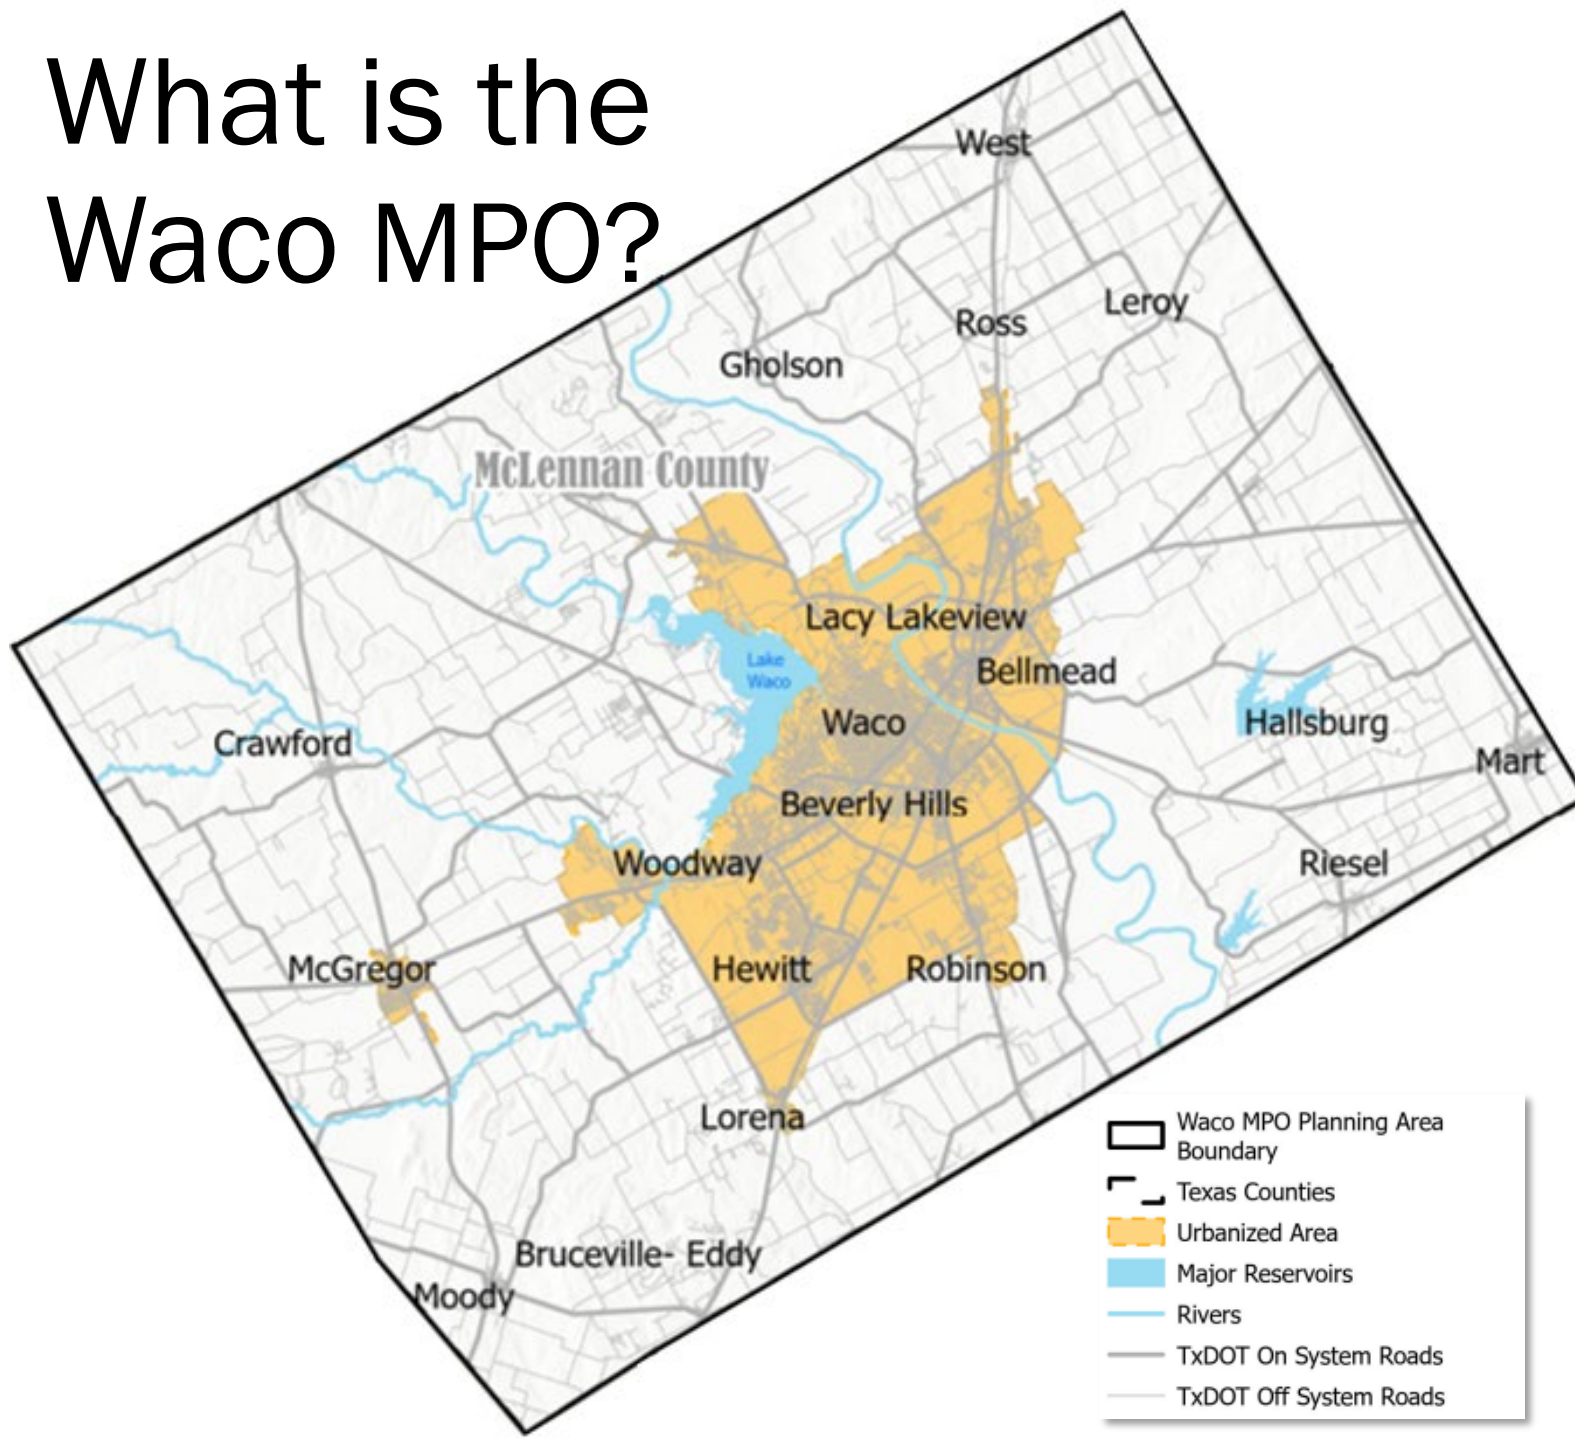 What is the
Waco MPO?
West
Leroy
Ross
Gholson
McLennan County
Lacy Lakeview
Lake
Waco
Bellmead
Waco
Hallsburg
Crawford
Mart
Beverly Hills
Woodway
Riesel
McGregor
Hewitt
Robinson
Lorena
Bruceville- Eddy
Moody
Waco MPO Planning Area
Boundary
Texas Counties
Urbanized Area
Major Reservoirs
Rivers
TxDOT On System Roads
TxDOT Off System Roads